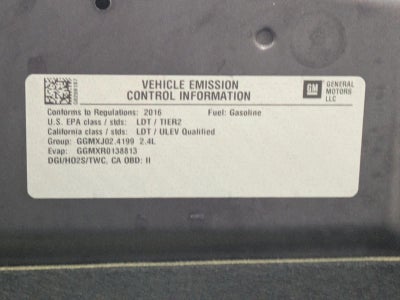 VEHICLE EMISSION
CONTROL INFORMATION
GM
GENERAL
MOTORS
LLC
Conforms to Regulations: 2016 Fuel: Gasoline
U.S. EPA class / stds: LDT / TIER2
California class / stds: LDT / ULEV Qualified
Group: GGMXJ02.4199 2.4L
Evap: GGMXR0138813
DGI/HO2S/TWC, CA OBD: II